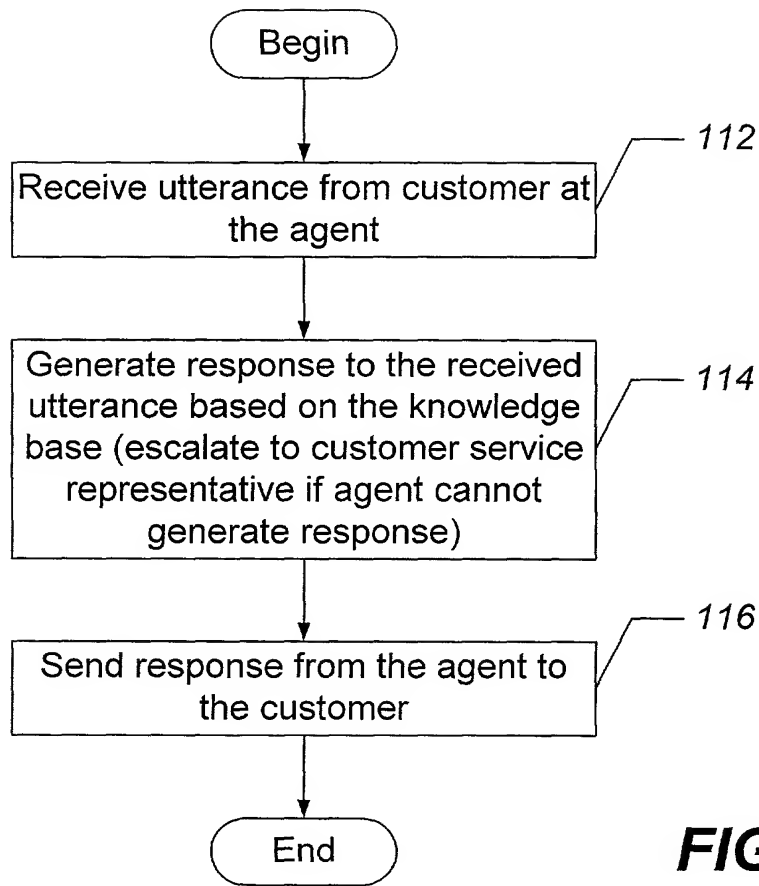 Begin
112
Receive utterance from customer at
the agent
Generate response to the received
utterance based on the knowledge
base (escalate to customer service
representative if agent cannot
generate response)
114
116
Send response from the agent to
the customer
End
FIG